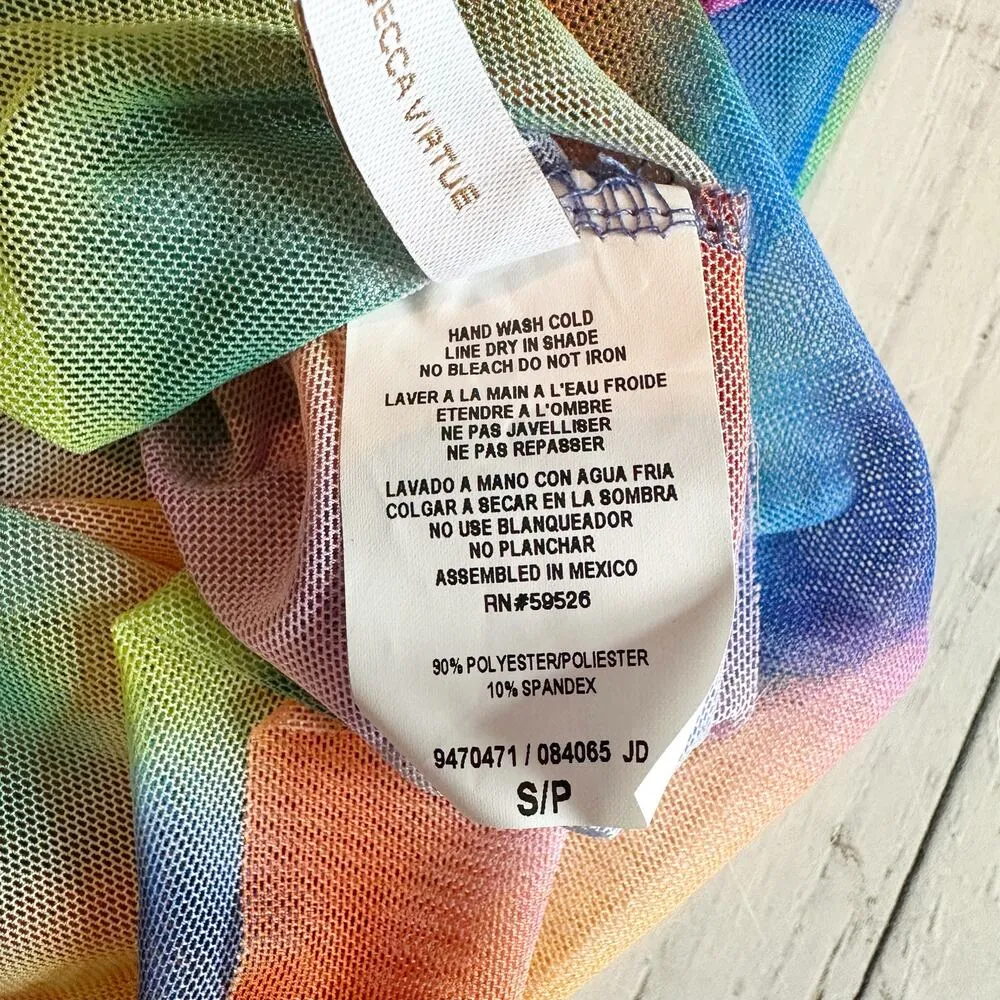 ECCA VIRTUE
HAND WASH COLD
LINE DRY IN SHADE
NO BLEACH DO NOT IRON
LAVER A LA MAIN A L'EAU FROIDE
ETENDRE A L'OMBRE
NE PAS JAVELLISER
NE PAS REPASSER
LAVADO A MANO CON AGUA FRIA
COLGAR A SECAR EN LA SOMBRA
NO USE BLANQUEADOR
NO PLANCHAR
ASSEMBLED IN MEXICO
RN#59526
90% POLYESTER/POLIESTER
10% SPANDEX
9470471 / 084065 JD
S/P